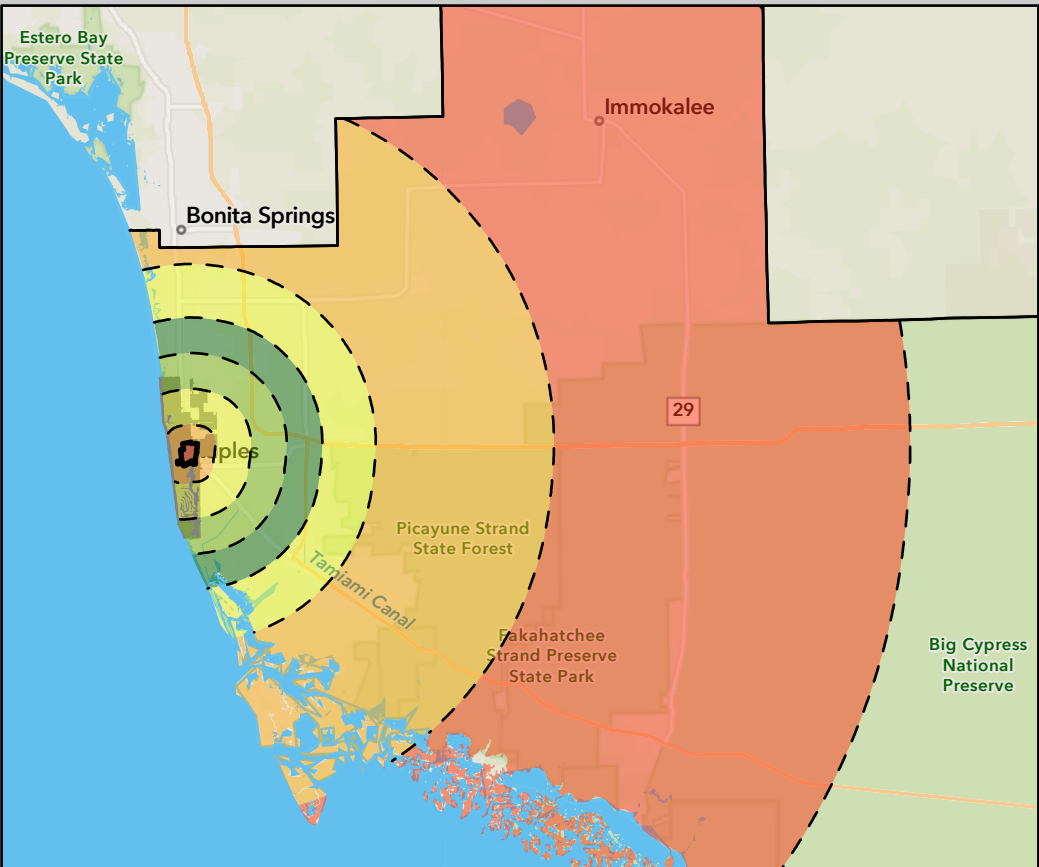 Estero Bay
Preserve State
Park
Immokalee
Bonita Springs
29
uples
Picayune Strand
State Forest
Tamiami Canal
Fakahatchee
Strand Preserve
State Park
Big Cypress
National
Preserve